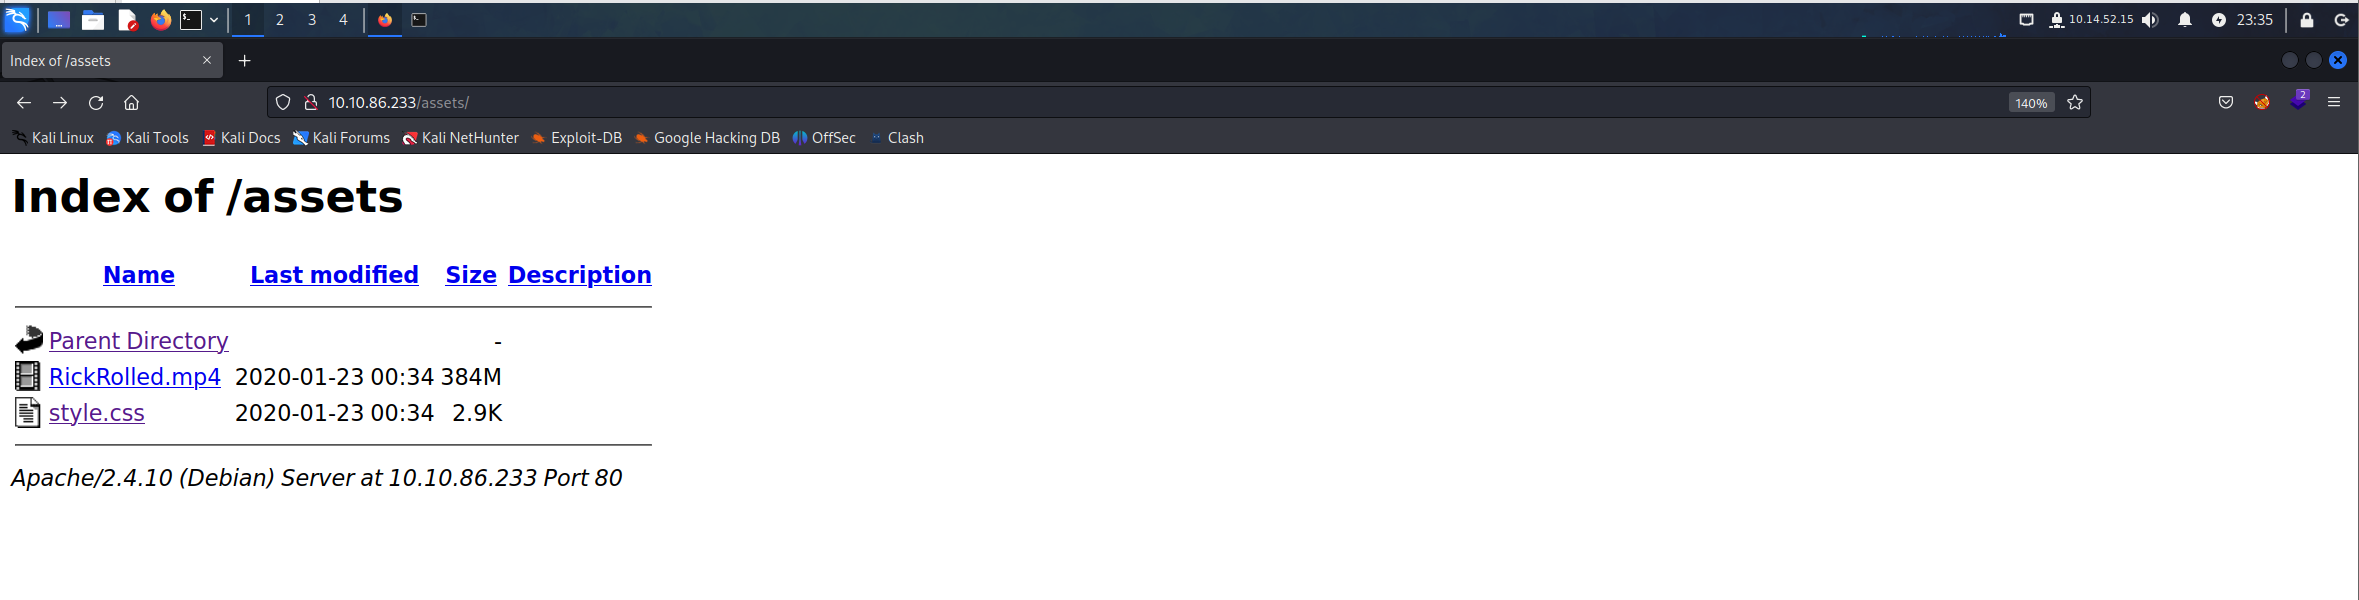 1 2 3 4 10.14.52.15 23:35
Index of /assets
10.10.86.233/assets/ 140% 2
Kali Linux Kali Tools Kali Docs Kali Forums Kali NetHunter Exploit-DB Google Hacking DB OffSec Clash
Index of /assets
Name Last modified Size Description
Parent Directory -
RickRolled.mp4 2020-01-23 00:34 384M
style.css 2020-01-23 00:34 2.9K
Apache/2.4.10 (Debian) Server at 10.10.86.233 Port 80